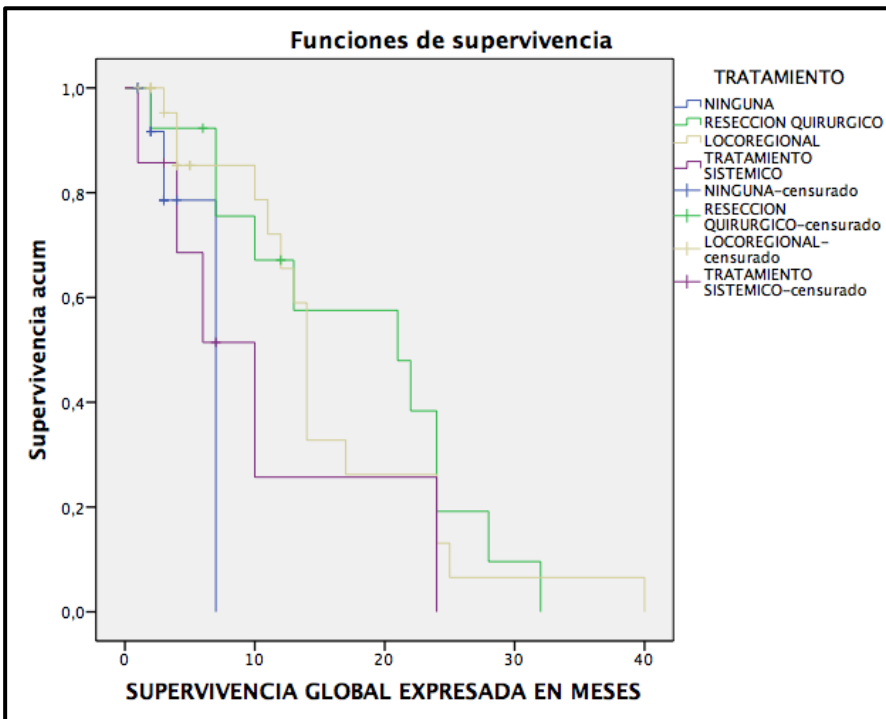 Funciones de supervivencia
TRATAMIENTO
NINGUNA
RESECCION QUIRURGICO
LOCOREGIONAL
TRATAMIENTO
SISTEMICO
NINGUNA-censurado
RESECCION
QUIRURGICO-censurado
LOCOREGIONAL-
censurado
TRATAMIENTO
SISTEMICO-censurado
Supervivencia acum
1,0
0,8
0,6
0,4
0,2
0,0
0 10 20 30 40
SUPERVIVENCIA GLOBAL EXPRESADA EN MESES